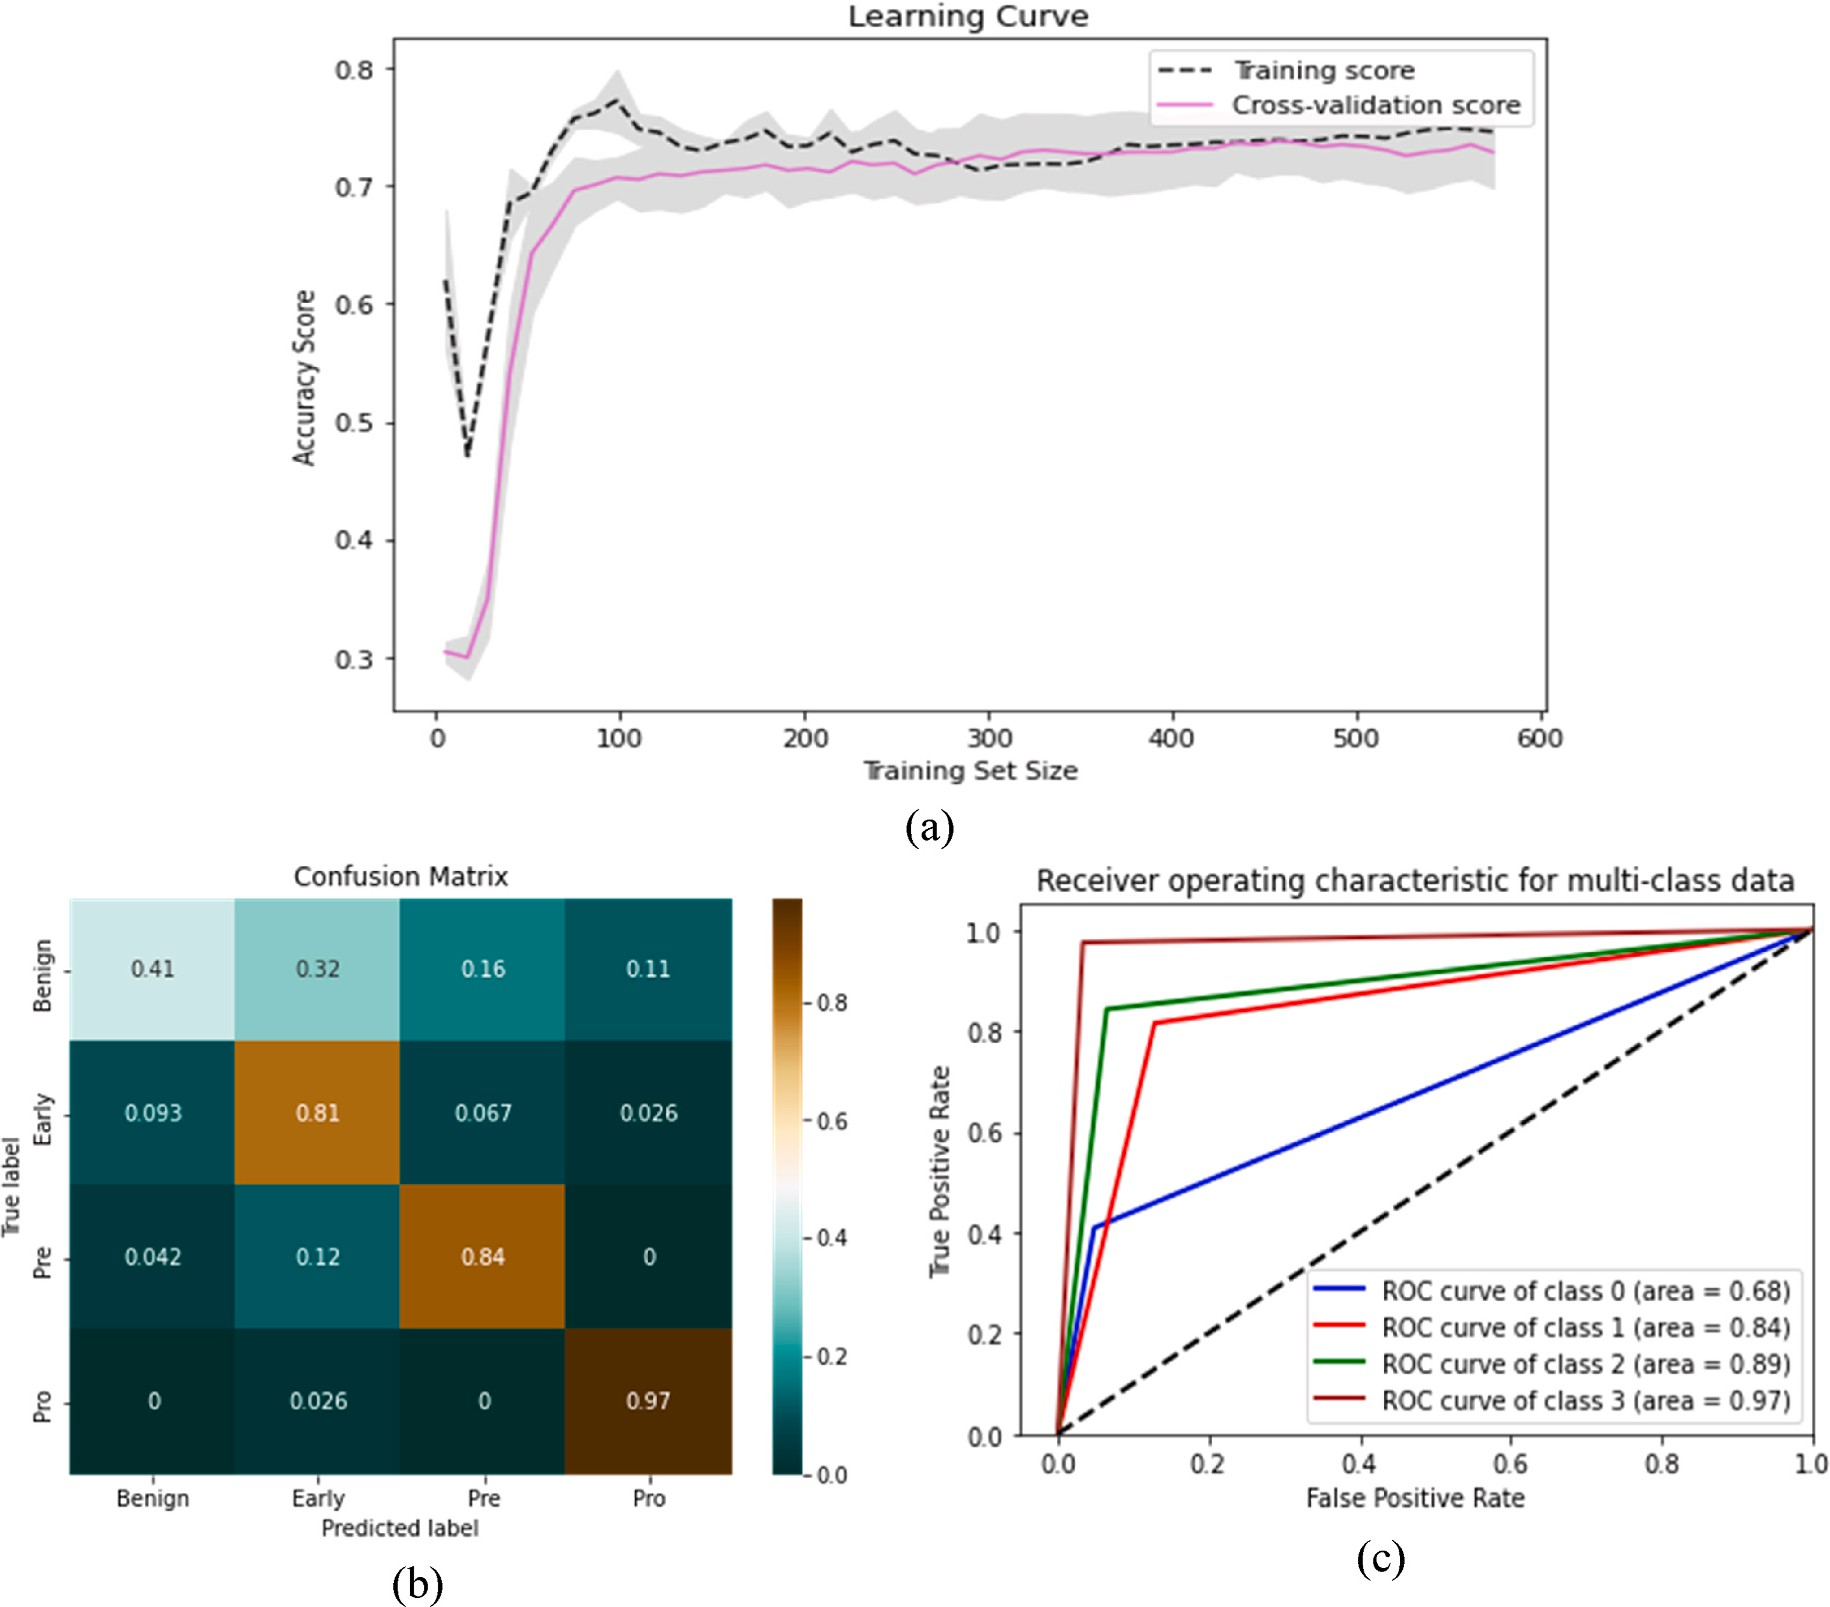 Learning Curve
0.8
0.7
0.6
0.5
0.4
0.3
Accuracy Score
Training score
Cross-validation score
0 100 200 300 400 500 600
Training Set Size
(a)
Confusion Matrix
True label
Benign 0.41 0.32 0.16 0.11
Early 0.093 0.81 0.067 0.026
Pre 0.042 0.12 0.84 0
Pro 0 0.026 0 0.97
Benign Early Pre Pro
Predicted label
0.8
0.6
0.4
0.2
0.0
(b)
Receiver operating characteristic for multi-class data
1.0
0.8
0.6
0.4
0.2
0.0
True Positive Rate
ROC curve of class 0 (area = 0.68)
ROC curve of class 1 (area = 0.84)
ROC curve of class 2 (area = 0.89)
ROC curve of class 3 (area = 0.97)
0.0 0.2 0.4 0.6 0.8 1.0
False Positive Rate
(c)